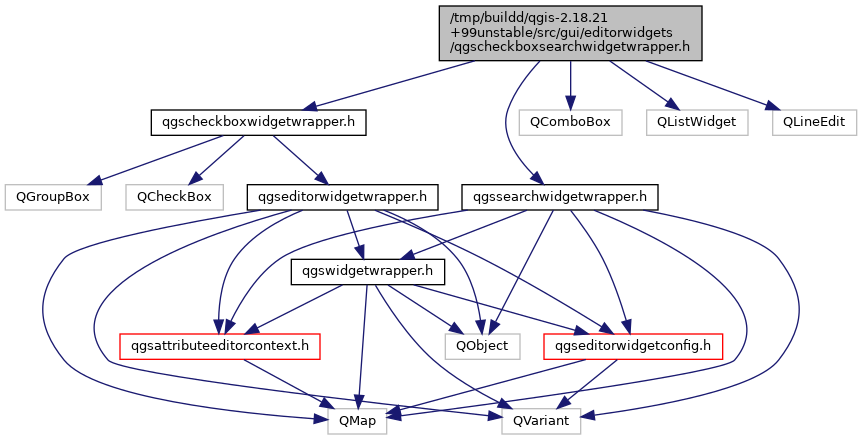 /tmp/buildd/qgis-2.18.21
+99unstable/src/gui/editorwidgets
/qgscheckboxsearchwidgetwrapper.h
qgscheckboxwidgetwrapper.h
QComboBox
QListWidget
QLineEdit
QGroupBox
QCheckBox
qgseditorwidgetwrapper.h
qgssearchwidgetwrapper.h
qgswidgetwrapper.h
qgsattributeeditorcontext.h
QObject
qgseditorwidgetconfig.h
QMap
QVariant